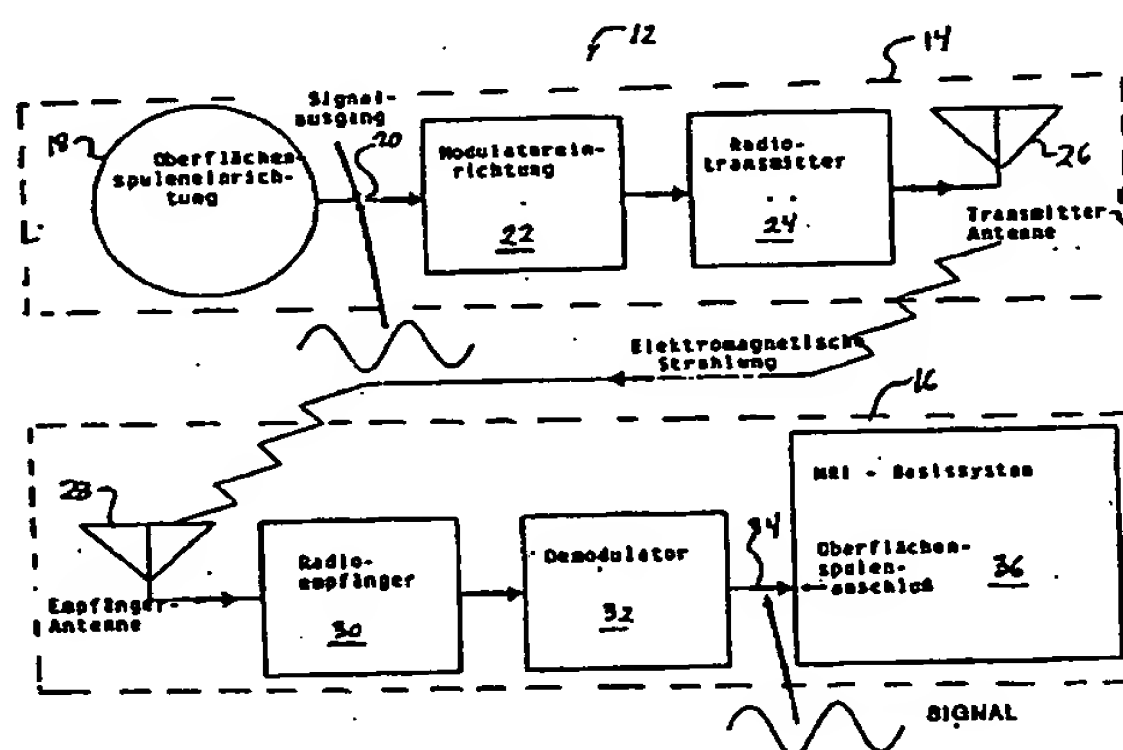 12
14
18
Oberflächen-
spuleneinrich-
tung
Signal-
ausgang
20
Modulatorein-
richtung
22
Radio-
transmitter
24
26
Transmitter-
Antenne
Elektromagnetische
Strahlung
16
28
Empfänger-
Antenne
Radio-
empfänger
30
Demodulator
32
34
MRI - Basissystem
Oberflächen-
spulen-
anschluß
36
SIGNAL